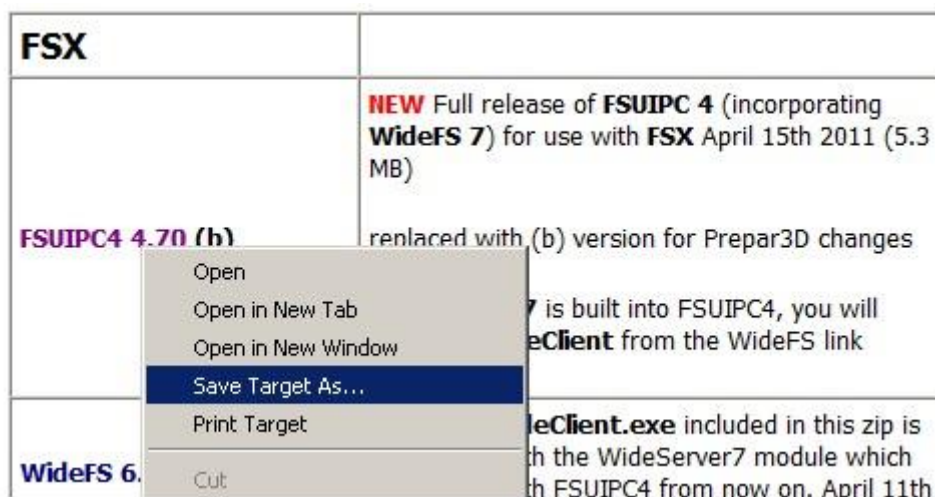 FSX
NEW Full release of FSUIPC 4 (incorporating
WideFS 7) for use with FSX April 15th 2011 (5.3
MB)
FSUIPC4 4.70 (b)
replaced with (b) version for Prepar3D changes
7 is built into FSUIPC4, you will
eClient from the WideFS link
Open
Open in New Tab
Open in New Window
Save Target As...
Print Target
Cut
WideFS 6.
eClient.exe included in this zip is
h the WideServer7 module which
th FSUIPC4 from now on. April 11th